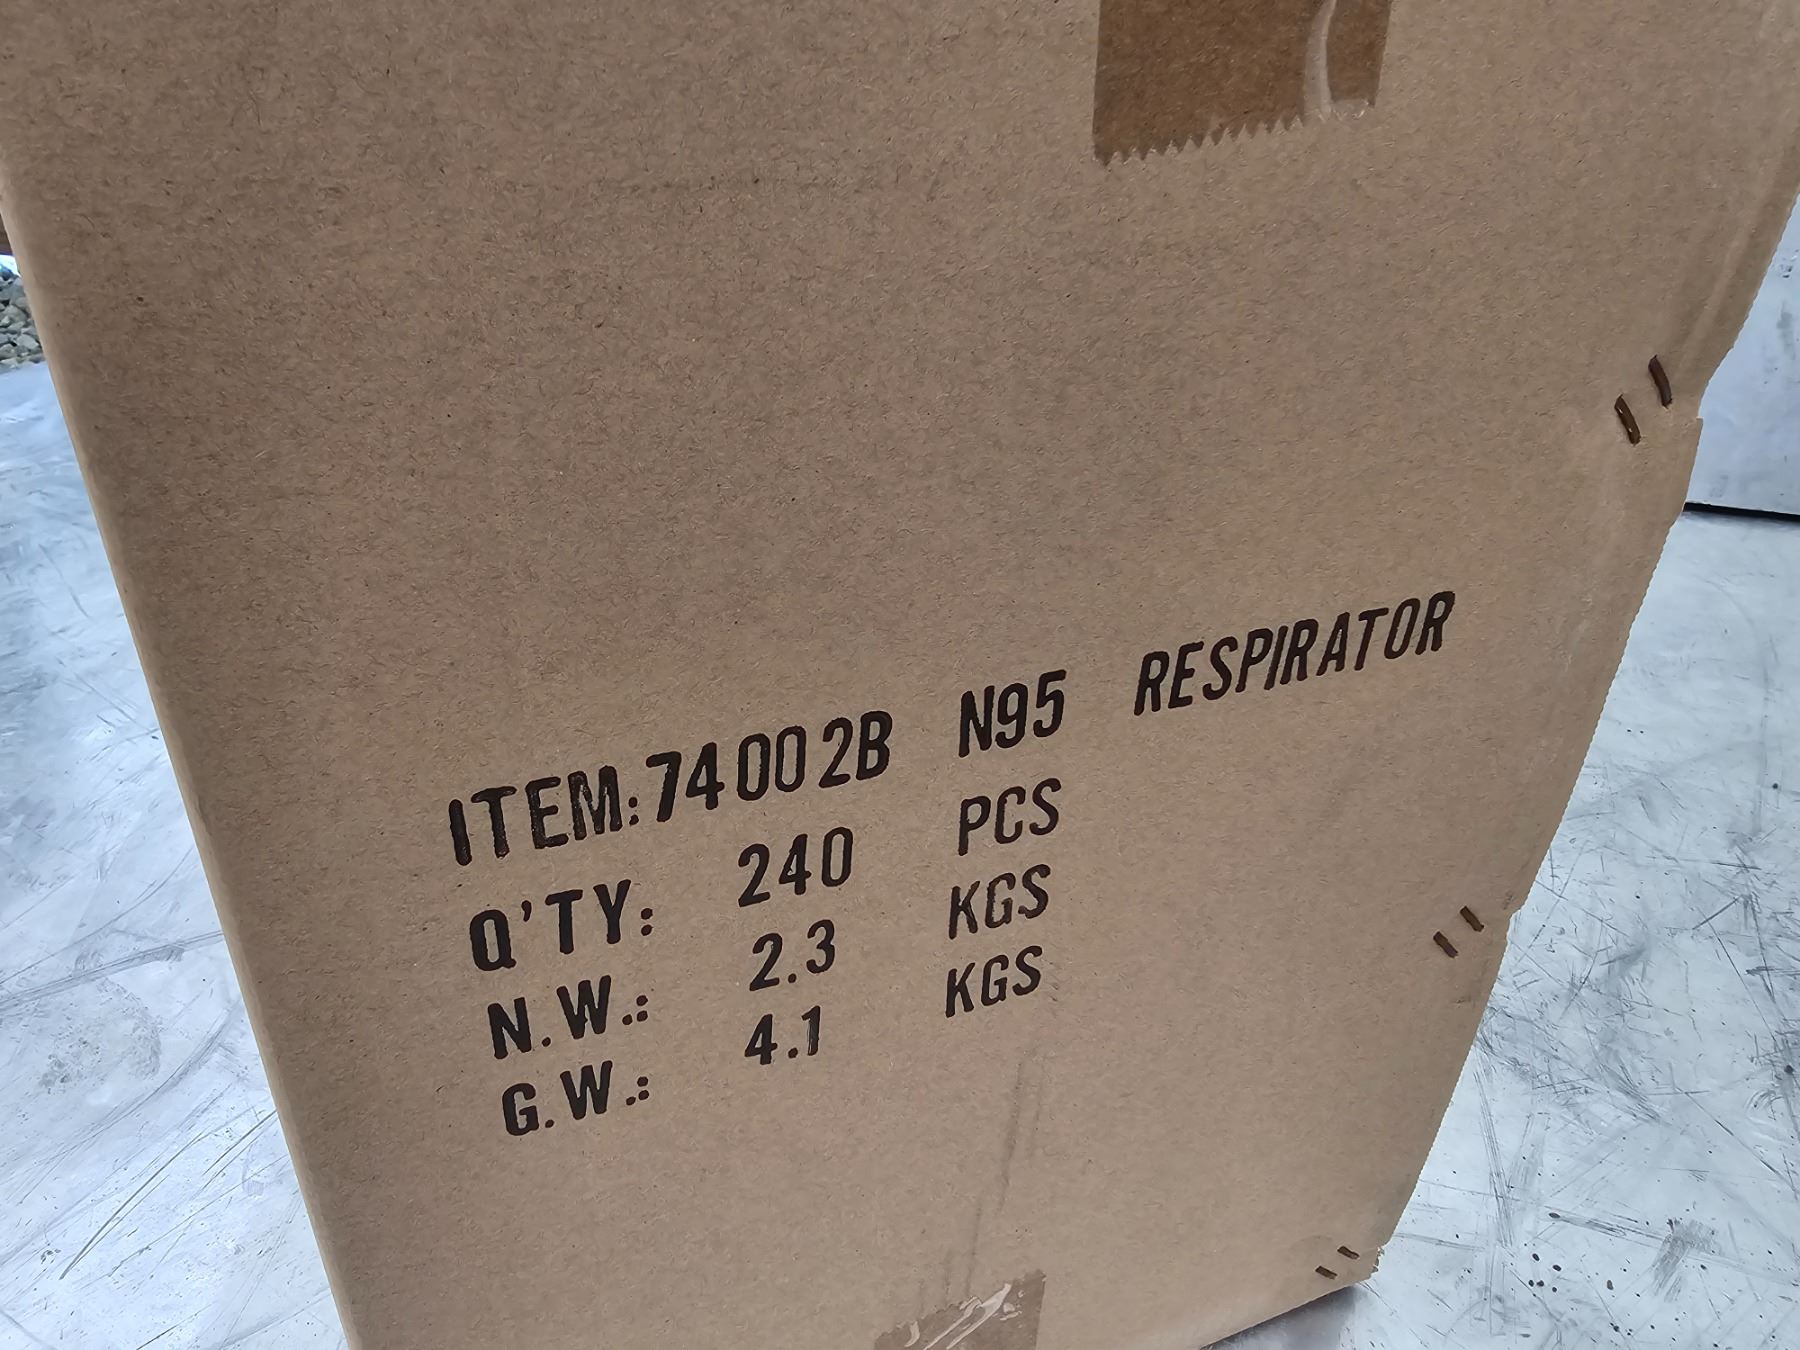 ITEM:74002B N95 RESPIRATOR
Q'TY: 240 PCS
N.W.: 2.3 KGS
G.W.: 4.1 KGS